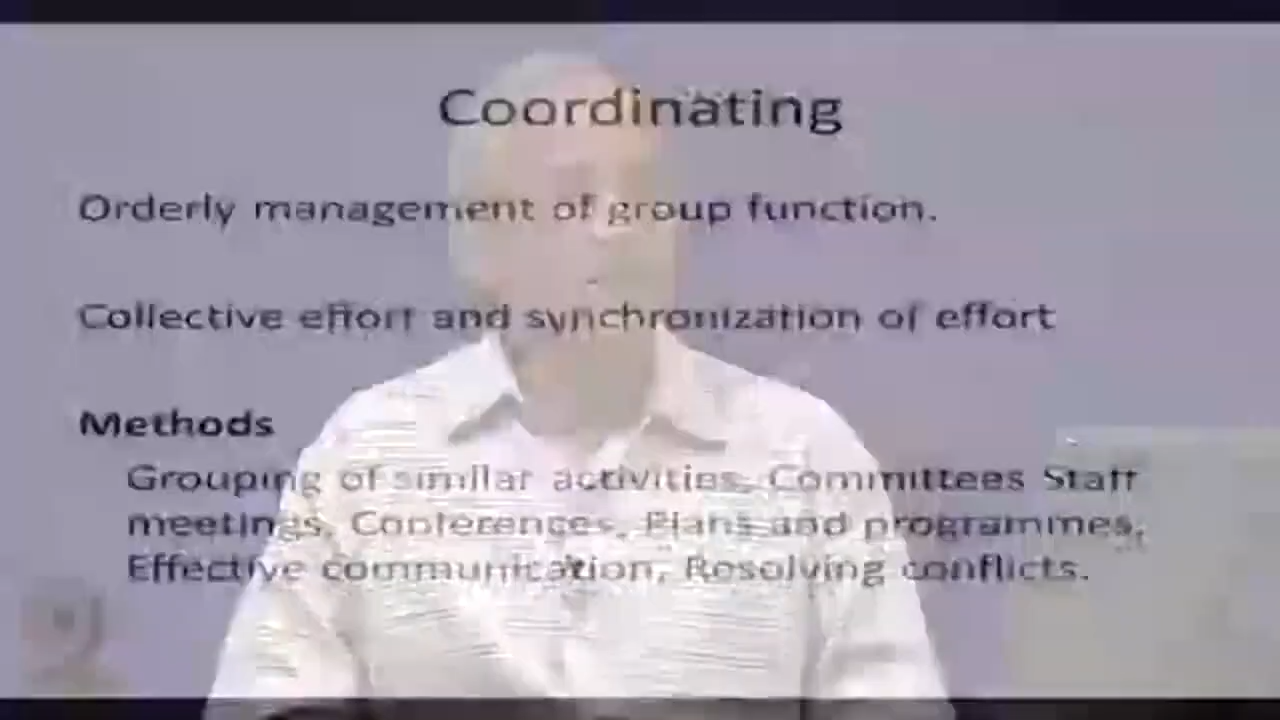 Coordinating
Orderly management of group function.
Collective effort and synchronization of effort
Methods
Grouping of similar activities, Committees Staff
meetings, Conferences, Plans and programmes,
Effective communication, Resolving conflicts.